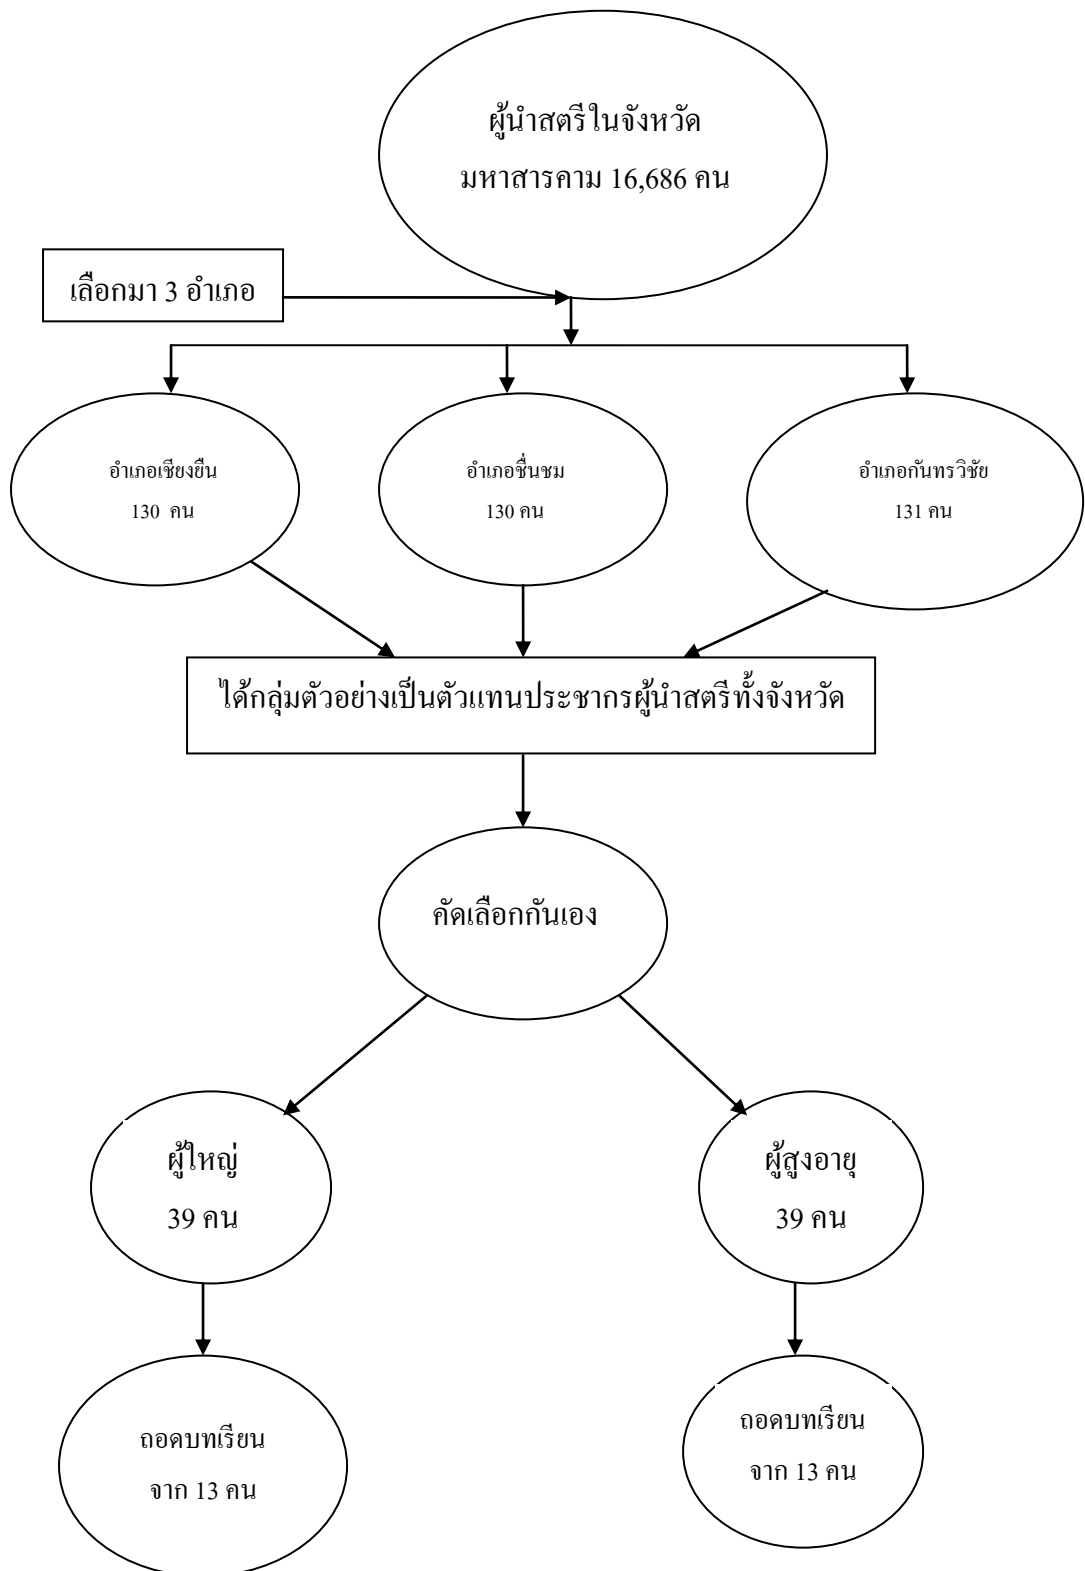 ผู้นำสตรีในจังหวัด
มหาสารคาม 16,686 คน
เลือกมา 3 อำเภอ
อำเภอเชียงยืน
130 คน
อำเภอชื่นชม
130 คน
อำเภอกันทรวิชัย
131 คน
ได้กลุ่มตัวอย่างเป็นตัวแทนประชากรผู้นำสตรีทั้งจังหวัด
คัดเลือกกันเอง
ผู้ใหญ่
39 คน
ผู้สูงอายุ
39 คน
ถอดบทเรียน
จาก 13 คน
ถอดบทเรียน
จาก 13 คน